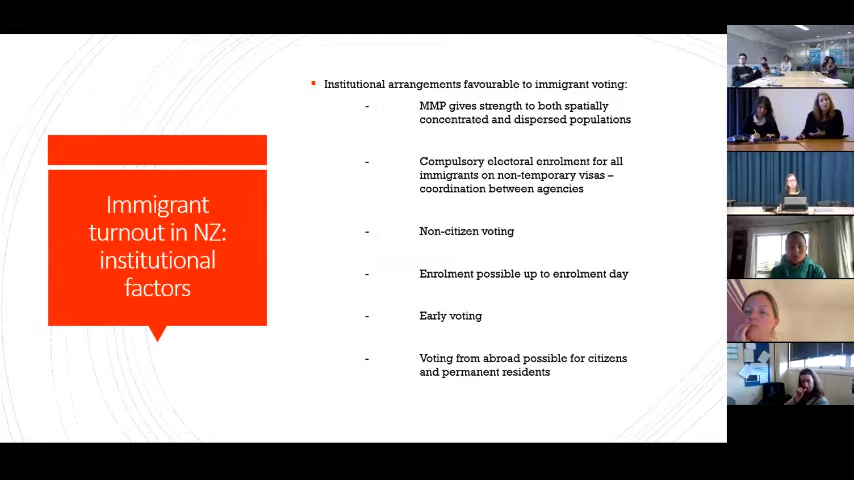 Immigrant
turnout in NZ:
institutional
factors
▪ Institutional arrangements favourable to immigrant voting:
- MMP gives strength to both spatially
concentrated and dispersed populations
- Compulsory electoral enrolment for all
immigrants on non-temporary visas –
coordination between agencies
- Non-citizen voting
- Enrolment possible up to enrolment day
- Early voting
- Voting from abroad possible for citizens
and permanent residents